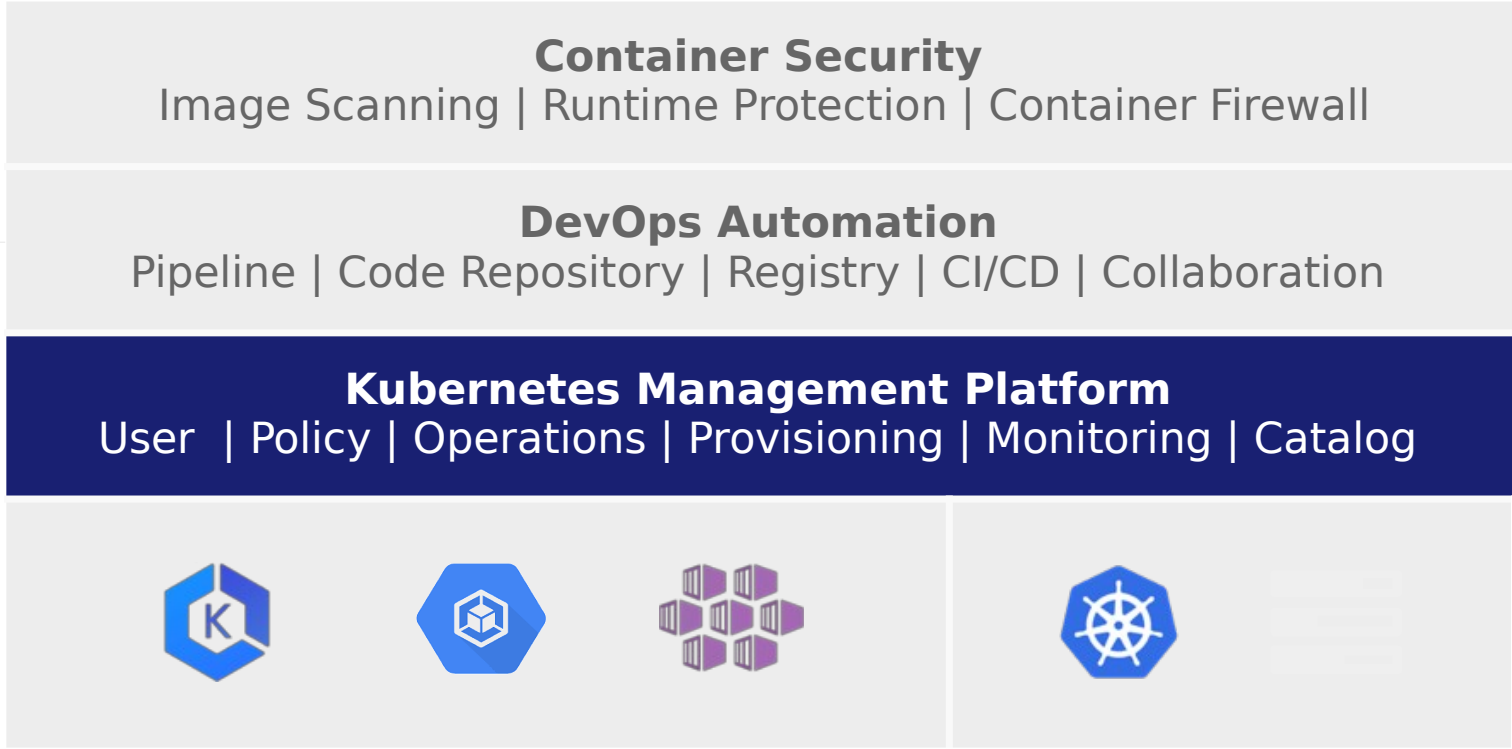 Container Security
Image Scanning | Runtime Protection | Container Firewall
DevOps Automation
Pipeline | Code Repository | Registry | CI/CD | Collaboration
Kubernetes Management Platform
User | Policy | Operations | Provisioning | Monitoring | Catalog
K